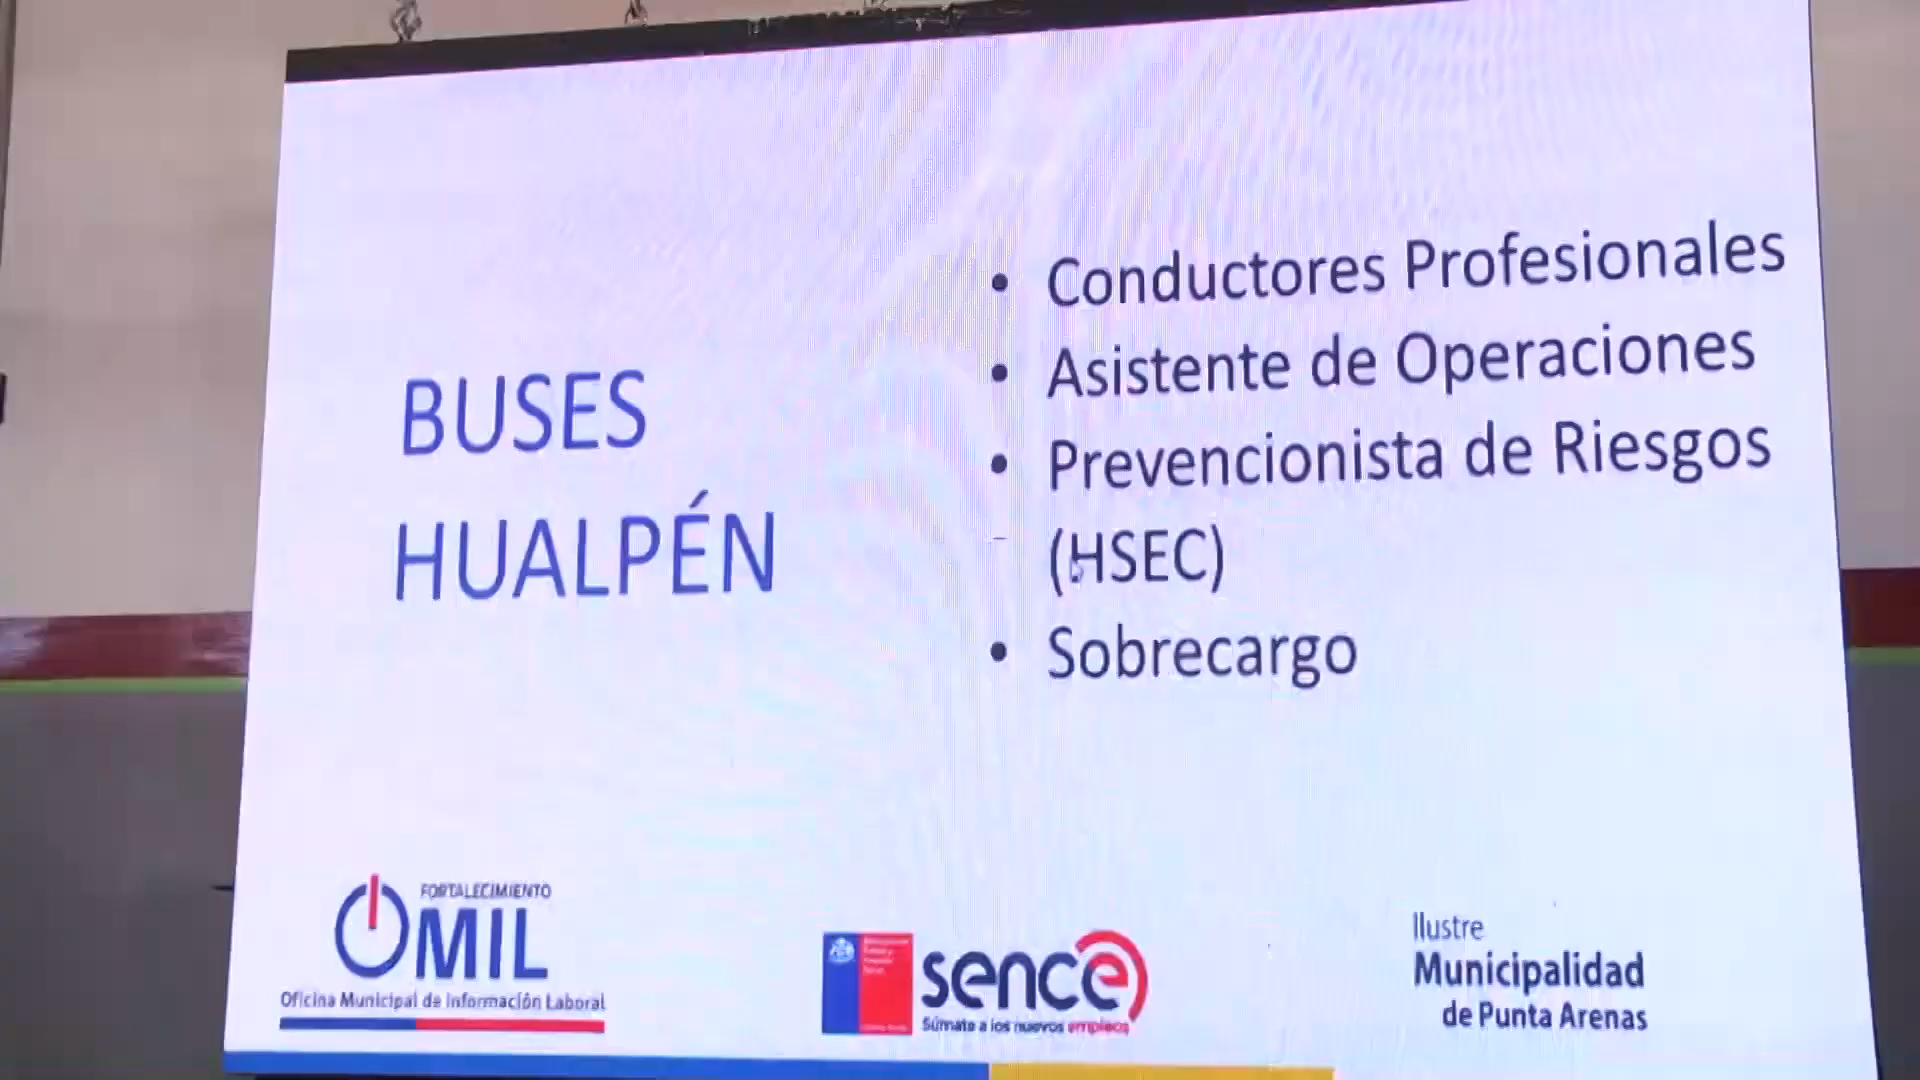 BUSES
HUALPÉN
• Conductores Profesionales
• Asistente de Operaciones
• Prevencionista de Riesgos
(HSEC)
• Sobrecargo
FORTALECIMIENTO
OMIL
Oficina Municipal de Información Laboral
sence
Súmate a los nuevos empleos
Ilustre
Municipalidad
de Punta Arenas